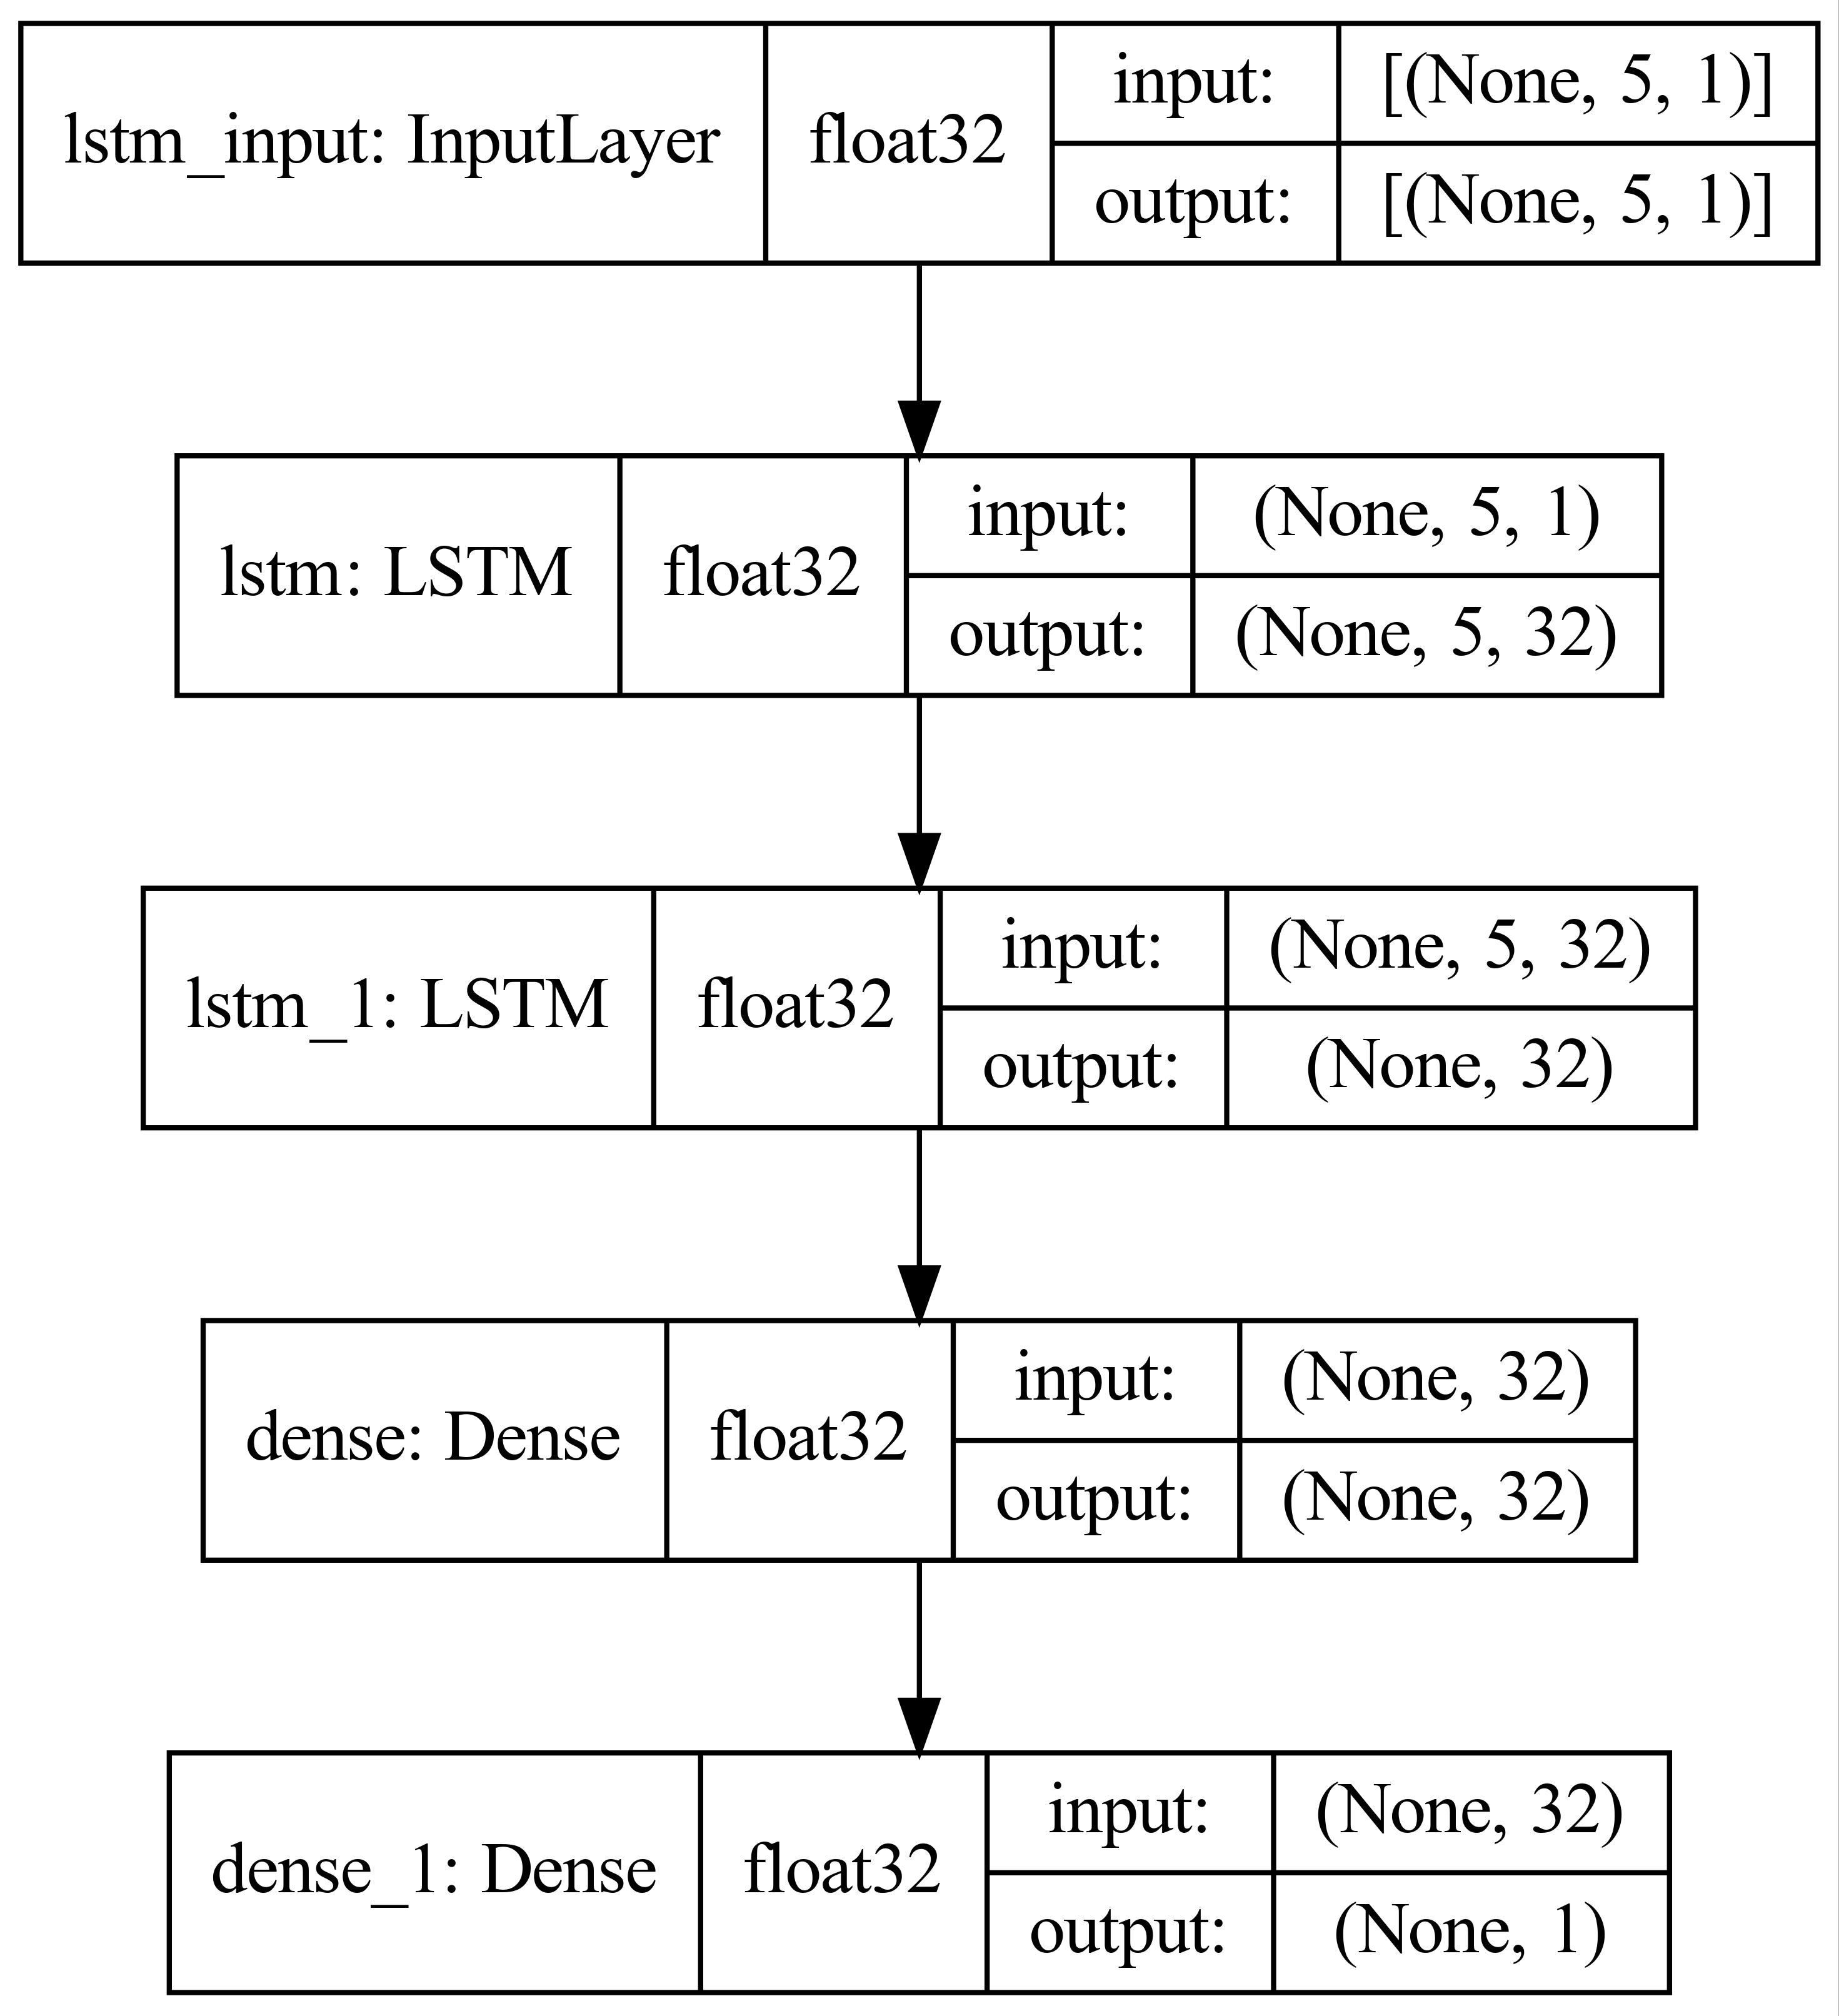 lstm_input: InputLayer float32 input: [(None, 5, 1)]
output: [(None, 5, 1)]
lstm: LSTM float32 input: (None, 5, 1)
output: (None, 5, 32)
lstm_1: LSTM float32 input: (None, 5, 32)
output: (None, 32)
dense: Dense float32 input: (None, 32)
output: (None, 32)
dense_1: Dense float32 input: (None, 32)
output: (None, 1)